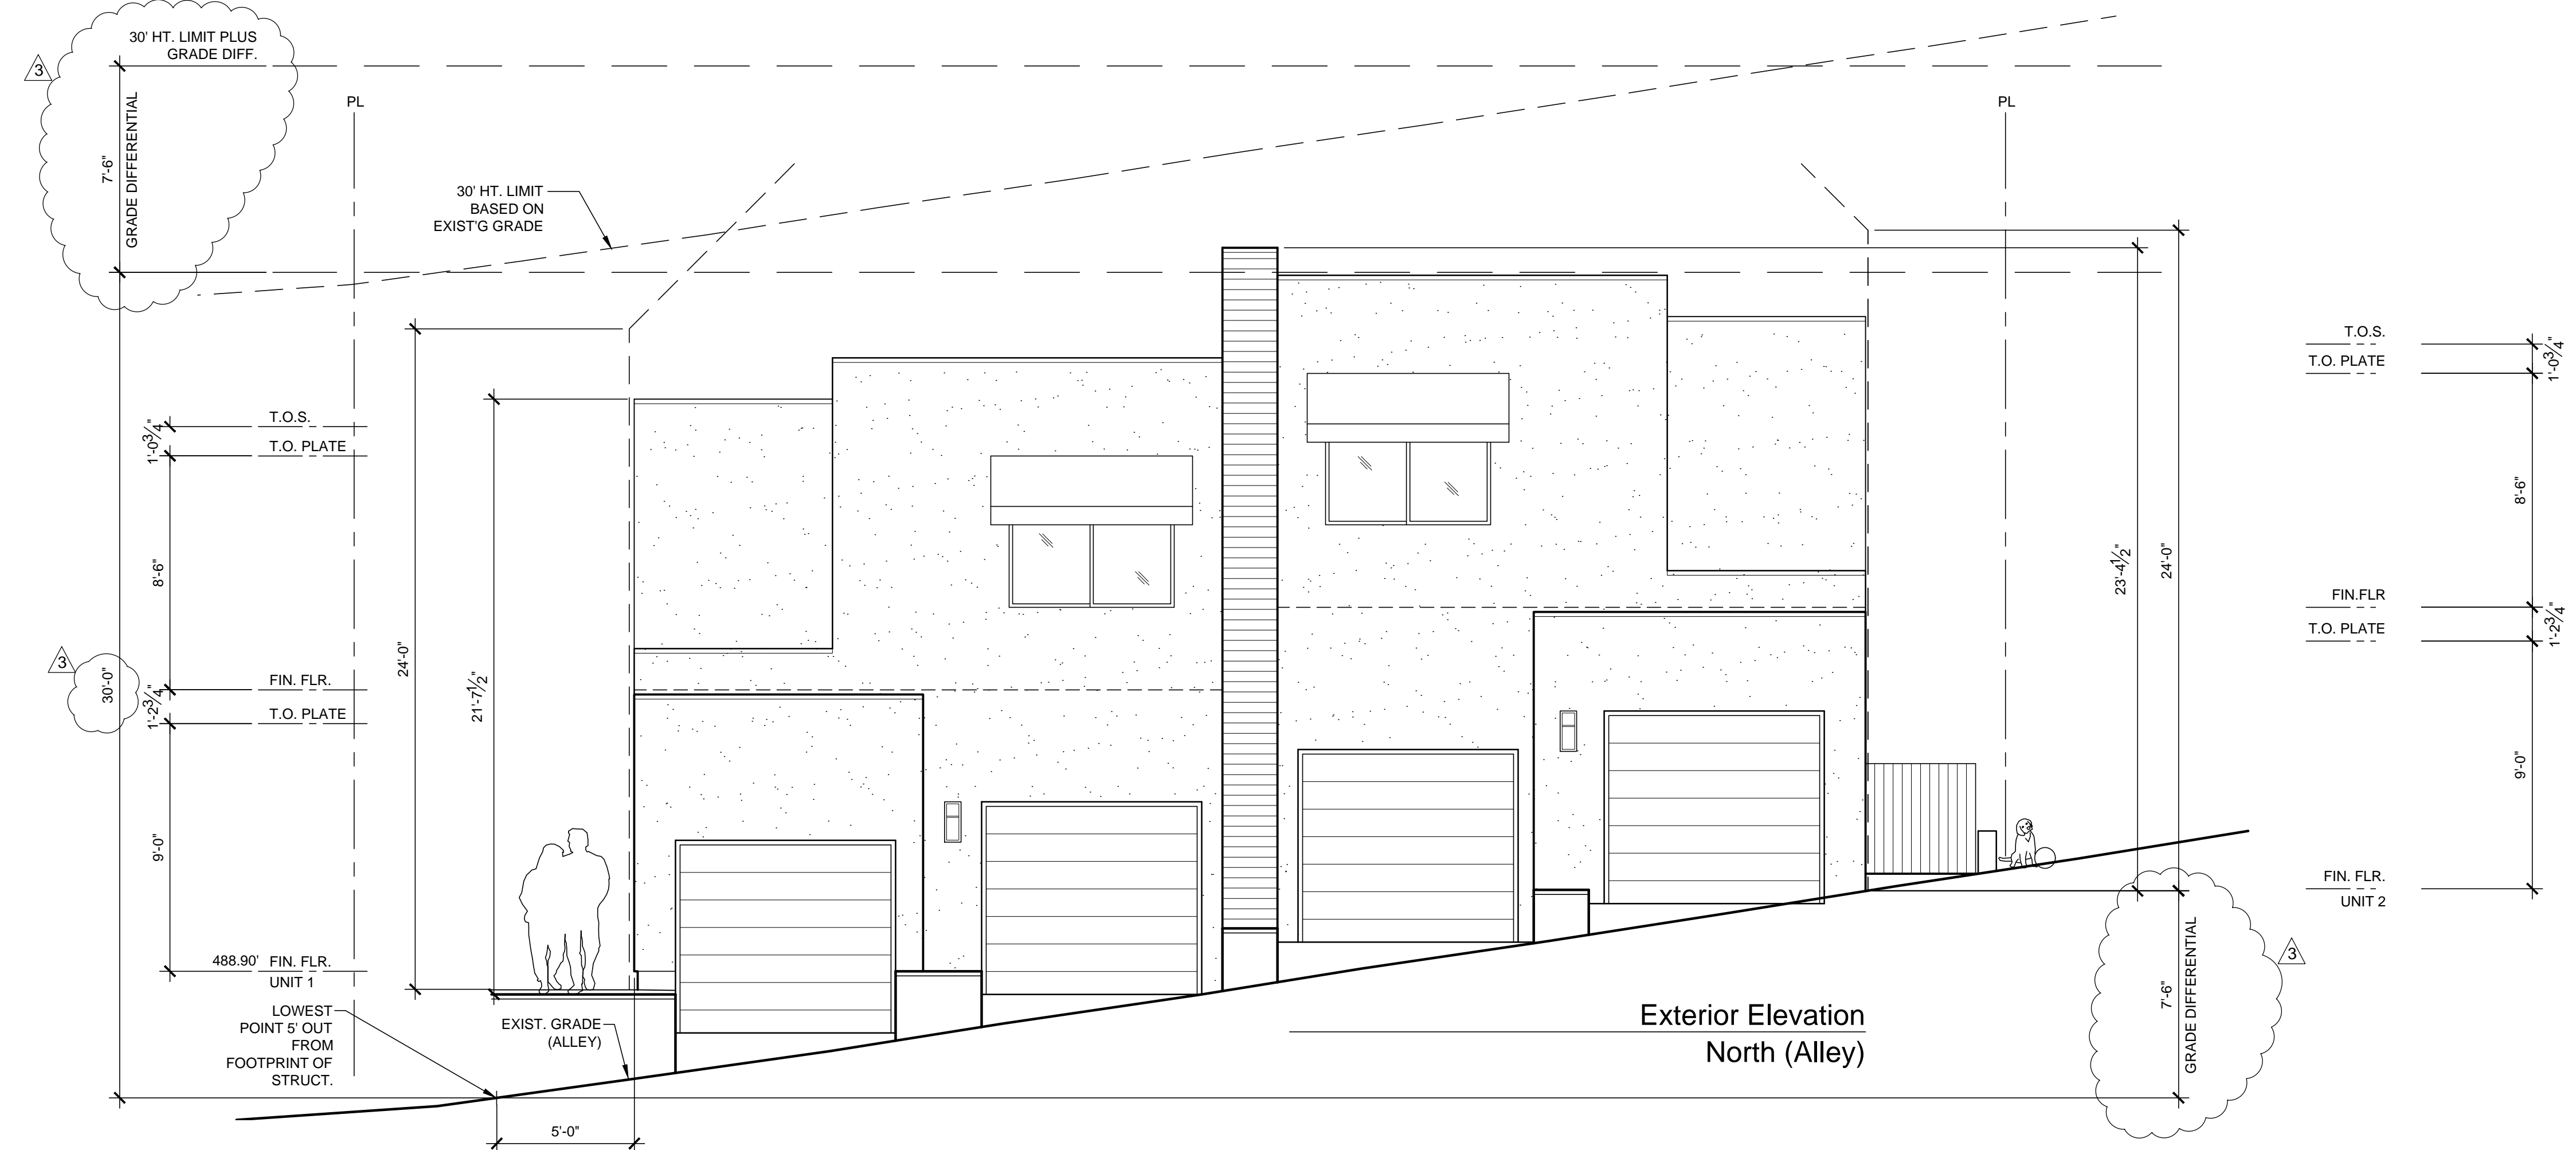 30' HT. LIMIT PLUS
GRADE DIFF.
3
7'-6"
GRADE DIFFERENTIAL
PL
PL
30' HT. LIMIT
BASED ON
EXIST'G GRADE
T.O.S.
T.O. PLATE
1'-0 3/4"
8'-6"
FIN. FLR.
T.O. PLATE
1'-2 3/4"
3
30'-0"
9'-0"
488.90' FIN. FLR.
UNIT 1
LOWEST
POINT 5' OUT
FROM
FOOTPRINT OF
STRUCT.
24'-0"
21'-7 1/2"
EXIST. GRADE
(ALLEY)
5'-0"
Exterior Elevation
North (Alley)
23'-4 1/2"
24'-0"
7'-6"
GRADE DIFFERENTIAL
3
T.O.S.
T.O. PLATE
1'-0 3/4"
8'-6"
FIN.FLR
T.O. PLATE
1'-2 3/4"
9'-0"
FIN. FLR.
UNIT 2